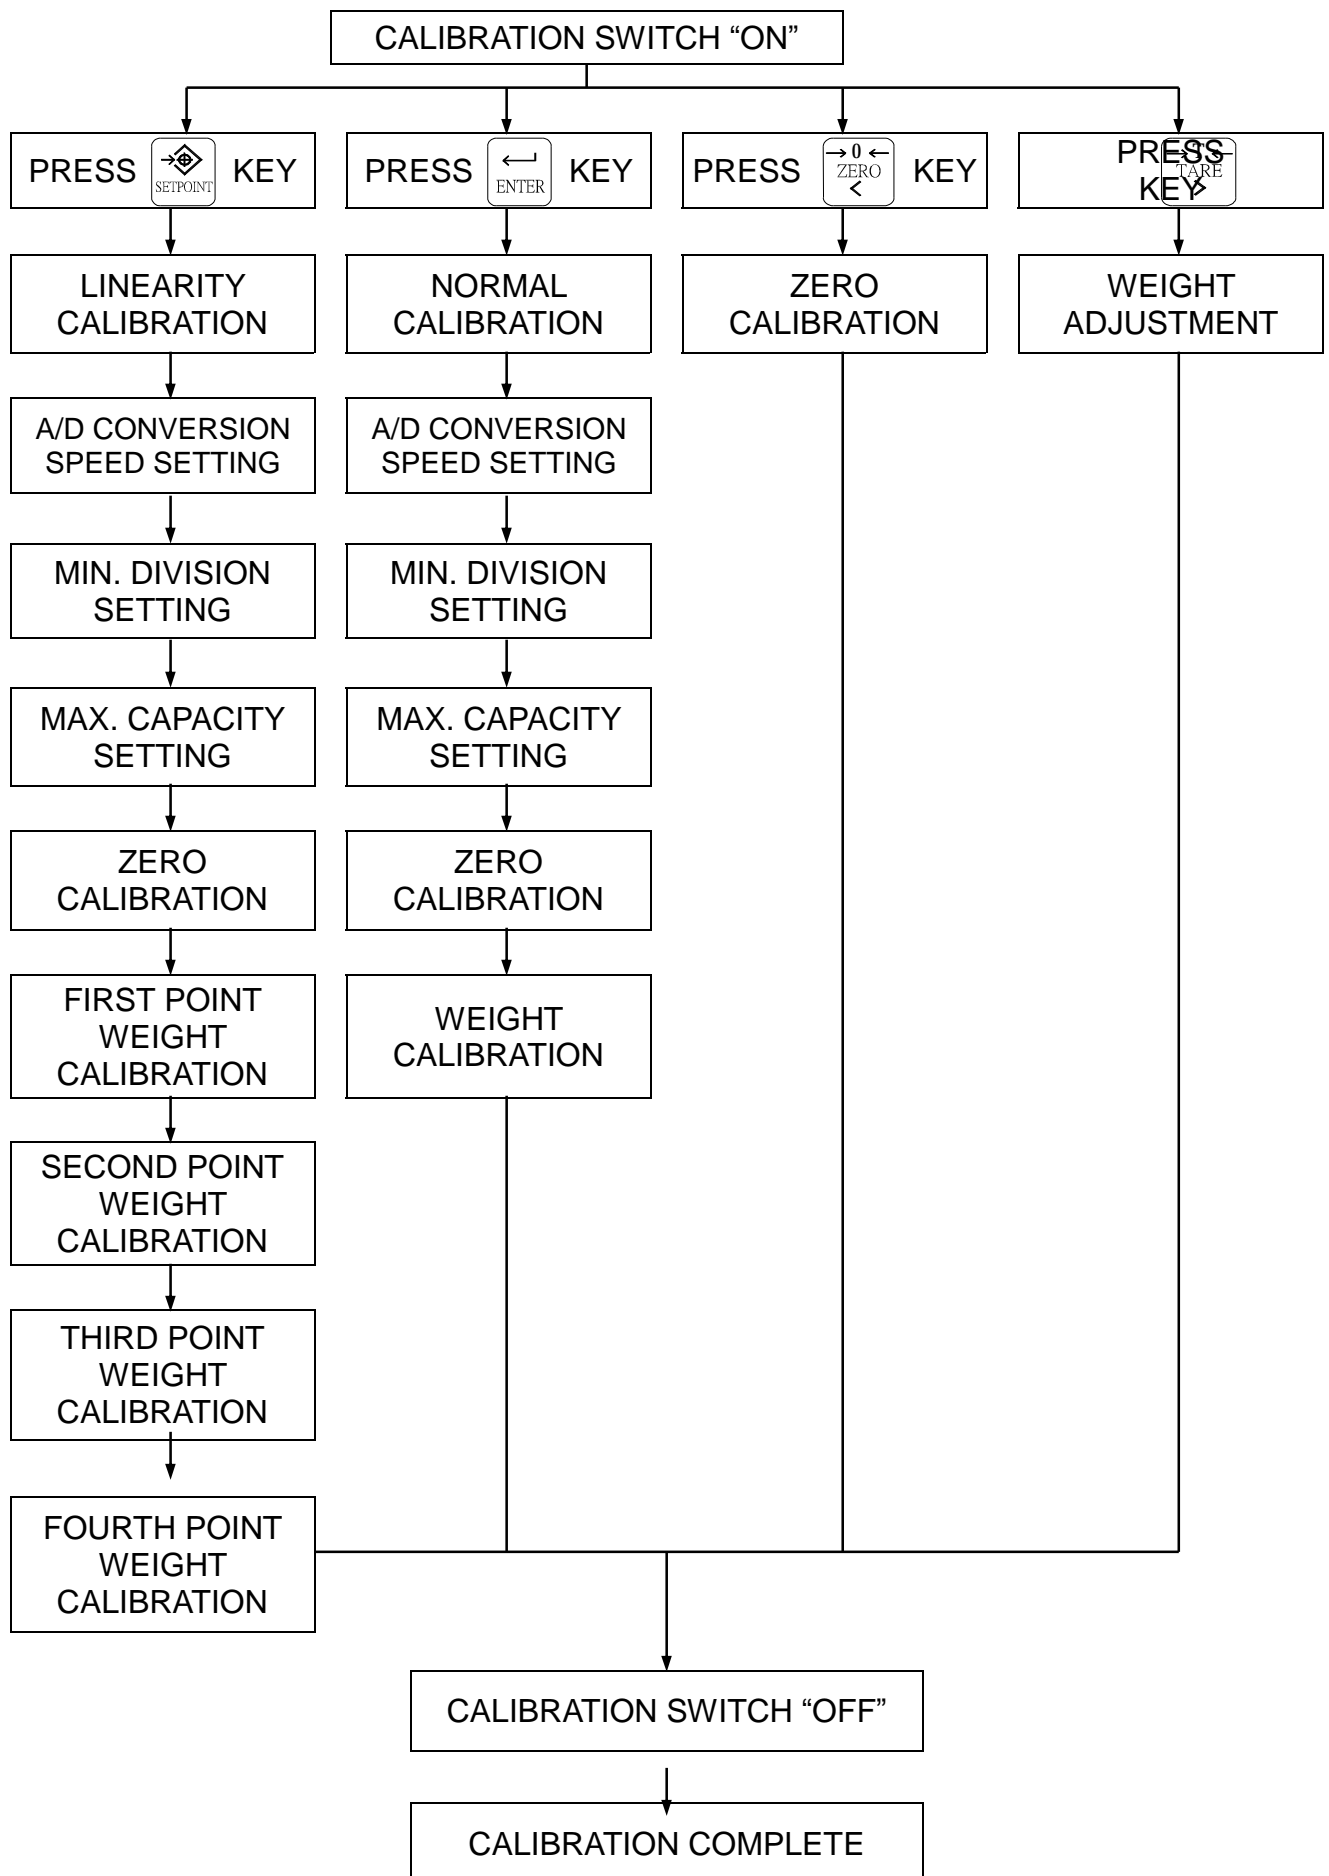 CALIBRATION SWITCH “ON”
PRESS SETPOINT KEY
PRESS ENTER KEY
PRESS →0← ZERO < KEY
PRESS
KEY
→T←
TARE
>
LINEARITY
CALIBRATION
NORMAL
CALIBRATION
ZERO
CALIBRATION
WEIGHT
ADJUSTMENT
A/D CONVERSION
SPEED SETTING
A/D CONVERSION
SPEED SETTING
MIN. DIVISION
SETTING
MIN. DIVISION
SETTING
MAX. CAPACITY
SETTING
MAX. CAPACITY
SETTING
ZERO
CALIBRATION
ZERO
CALIBRATION
FIRST POINT
WEIGHT
CALIBRATION
WEIGHT
CALIBRATION
SECOND POINT
WEIGHT
CALIBRATION
THIRD POINT
WEIGHT
CALIBRATION
FOURTH POINT
WEIGHT
CALIBRATION
CALIBRATION SWITCH “OFF”
CALIBRATION COMPLETE